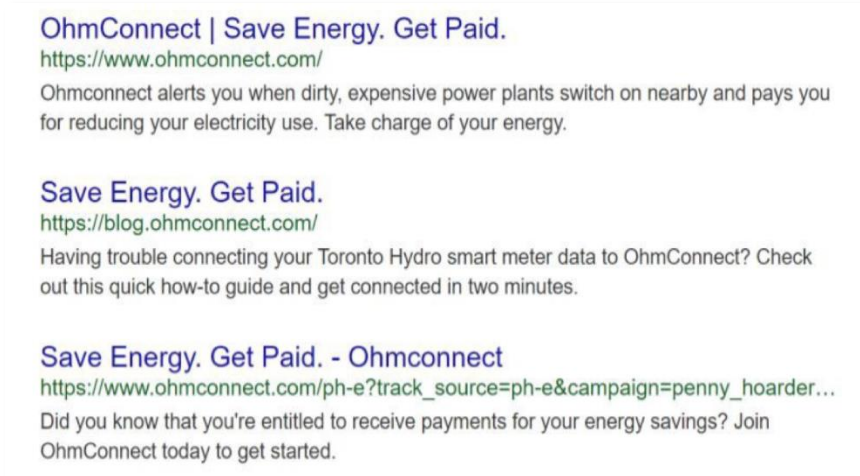 OhmConnect | Save Energy. Get Paid.
https://www.ohmconnect.com/
Ohmconnect alerts you when dirty, expensive power plants switch on nearby and pays you
for reducing your electricity use. Take charge of your energy.
Save Energy. Get Paid.
https://blog.ohmconnect.com/
Having trouble connecting your Toronto Hydro smart meter data to OhmConnect? Check
out this quick how-to guide and get connected in two minutes.
Save Energy. Get Paid. - Ohmconnect
https://www.ohmconnect.com/ph-e?track_source=ph-e&campaign=penny_hoarder...
Did you know that you're entitled to receive payments for your energy savings? Join
OhmConnect today to get started.